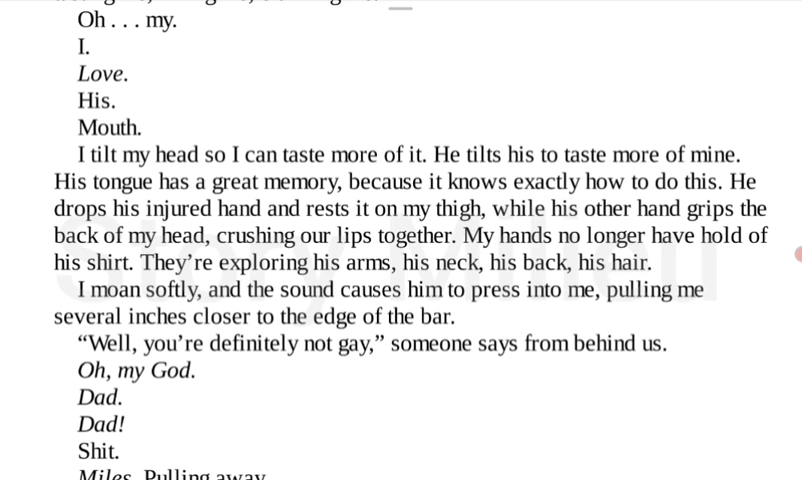 Oh . . . my.
I.
Love.
His.
Mouth.
I tilt my head so I can taste more of it. He tilts his to taste more of mine.
His tongue has a great memory, because it knows exactly how to do this. He
drops his injured hand and rests it on my thigh, while his other hand grips the
back of my head, crushing our lips together. My hands no longer have hold of
his shirt. They’re exploring his arms, his neck, his back, his hair.
I moan softly, and the sound causes him to press into me, pulling me
several inches closer to the edge of the bar.
“Well, you’re definitely not gay,” someone says from behind us.
Oh, my God.
Dad.
Dad!
Shit.
Miles. Pulling away.